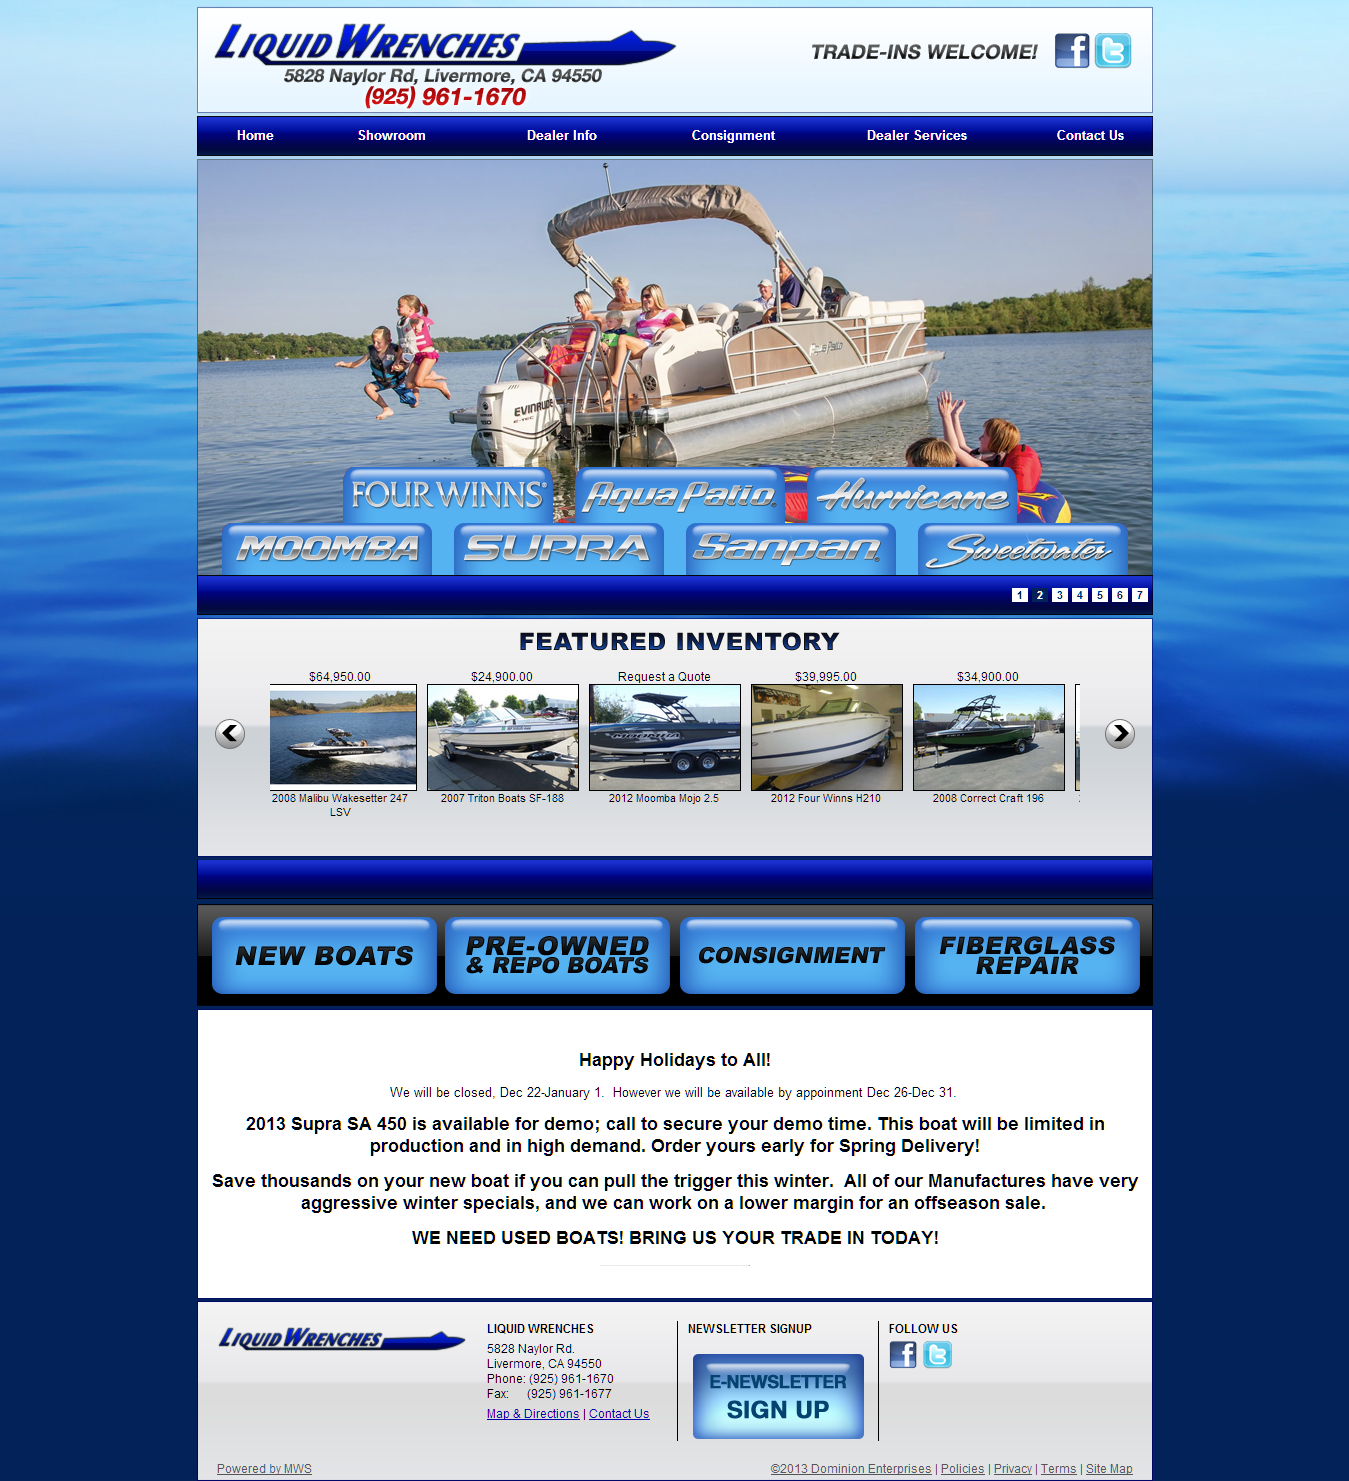 LIQUID WRENCHES
5828 Naylor Rd, Livermore, CA 94550
(925) 961-1670
TRADE-INS WELCOME!
Home Showroom Dealer Info Consignment Dealer Services Contact Us
AquaPatio
EVINRUDE
E-TEC
150
FOUR WINNS® AquaPatio® Hurricane
MOOMBA SUPRA Sanpan® Sweetwater
1 2 3 4 5 6 7
FEATURED INVENTORY
$64,950.00 $24,900.00 Request a Quote $39,995.00 $34,900.00
MOOMBA
2008 Malibu Wakesetter 247 LSV
2007 Triton Boats SF-188
2012 Moomba Mojo 2.5
2012 Four Winns H210
2008 Correct Craft 196
NEW BOATS
PRE-OWNED
& REPO BOATS
CONSIGNMENT
FIBERGLASS
REPAIR
Happy Holidays to All!
We will be closed, Dec 22-January 1.  However we will be available by appoinment Dec 26-Dec 31.
2013 Supra SA 450 is available for demo; call to secure your demo time. This boat will be limited in
production and in high demand. Order yours early for Spring Delivery!
Save thousands on your new boat if you can pull the trigger this winter.  All of our Manufactures have very
aggressive winter specials, and we can work on a lower margin for an offseason sale.
WE NEED USED BOATS! BRING US YOUR TRADE IN TODAY!
LIQUID WRENCHES
LIQUID WRENCHES
5828 Naylor Rd.
Livermore, CA 94550
Phone: (925) 961-1670
Fax: (925) 961-1677
Map & Directions | Contact Us
NEWSLETTER SIGNUP
E-NEWSLETTER
SIGN UP
FOLLOW US
Powered by MWS
©2013 Dominion Enterprises | Policies | Privacy | Terms | Site Map